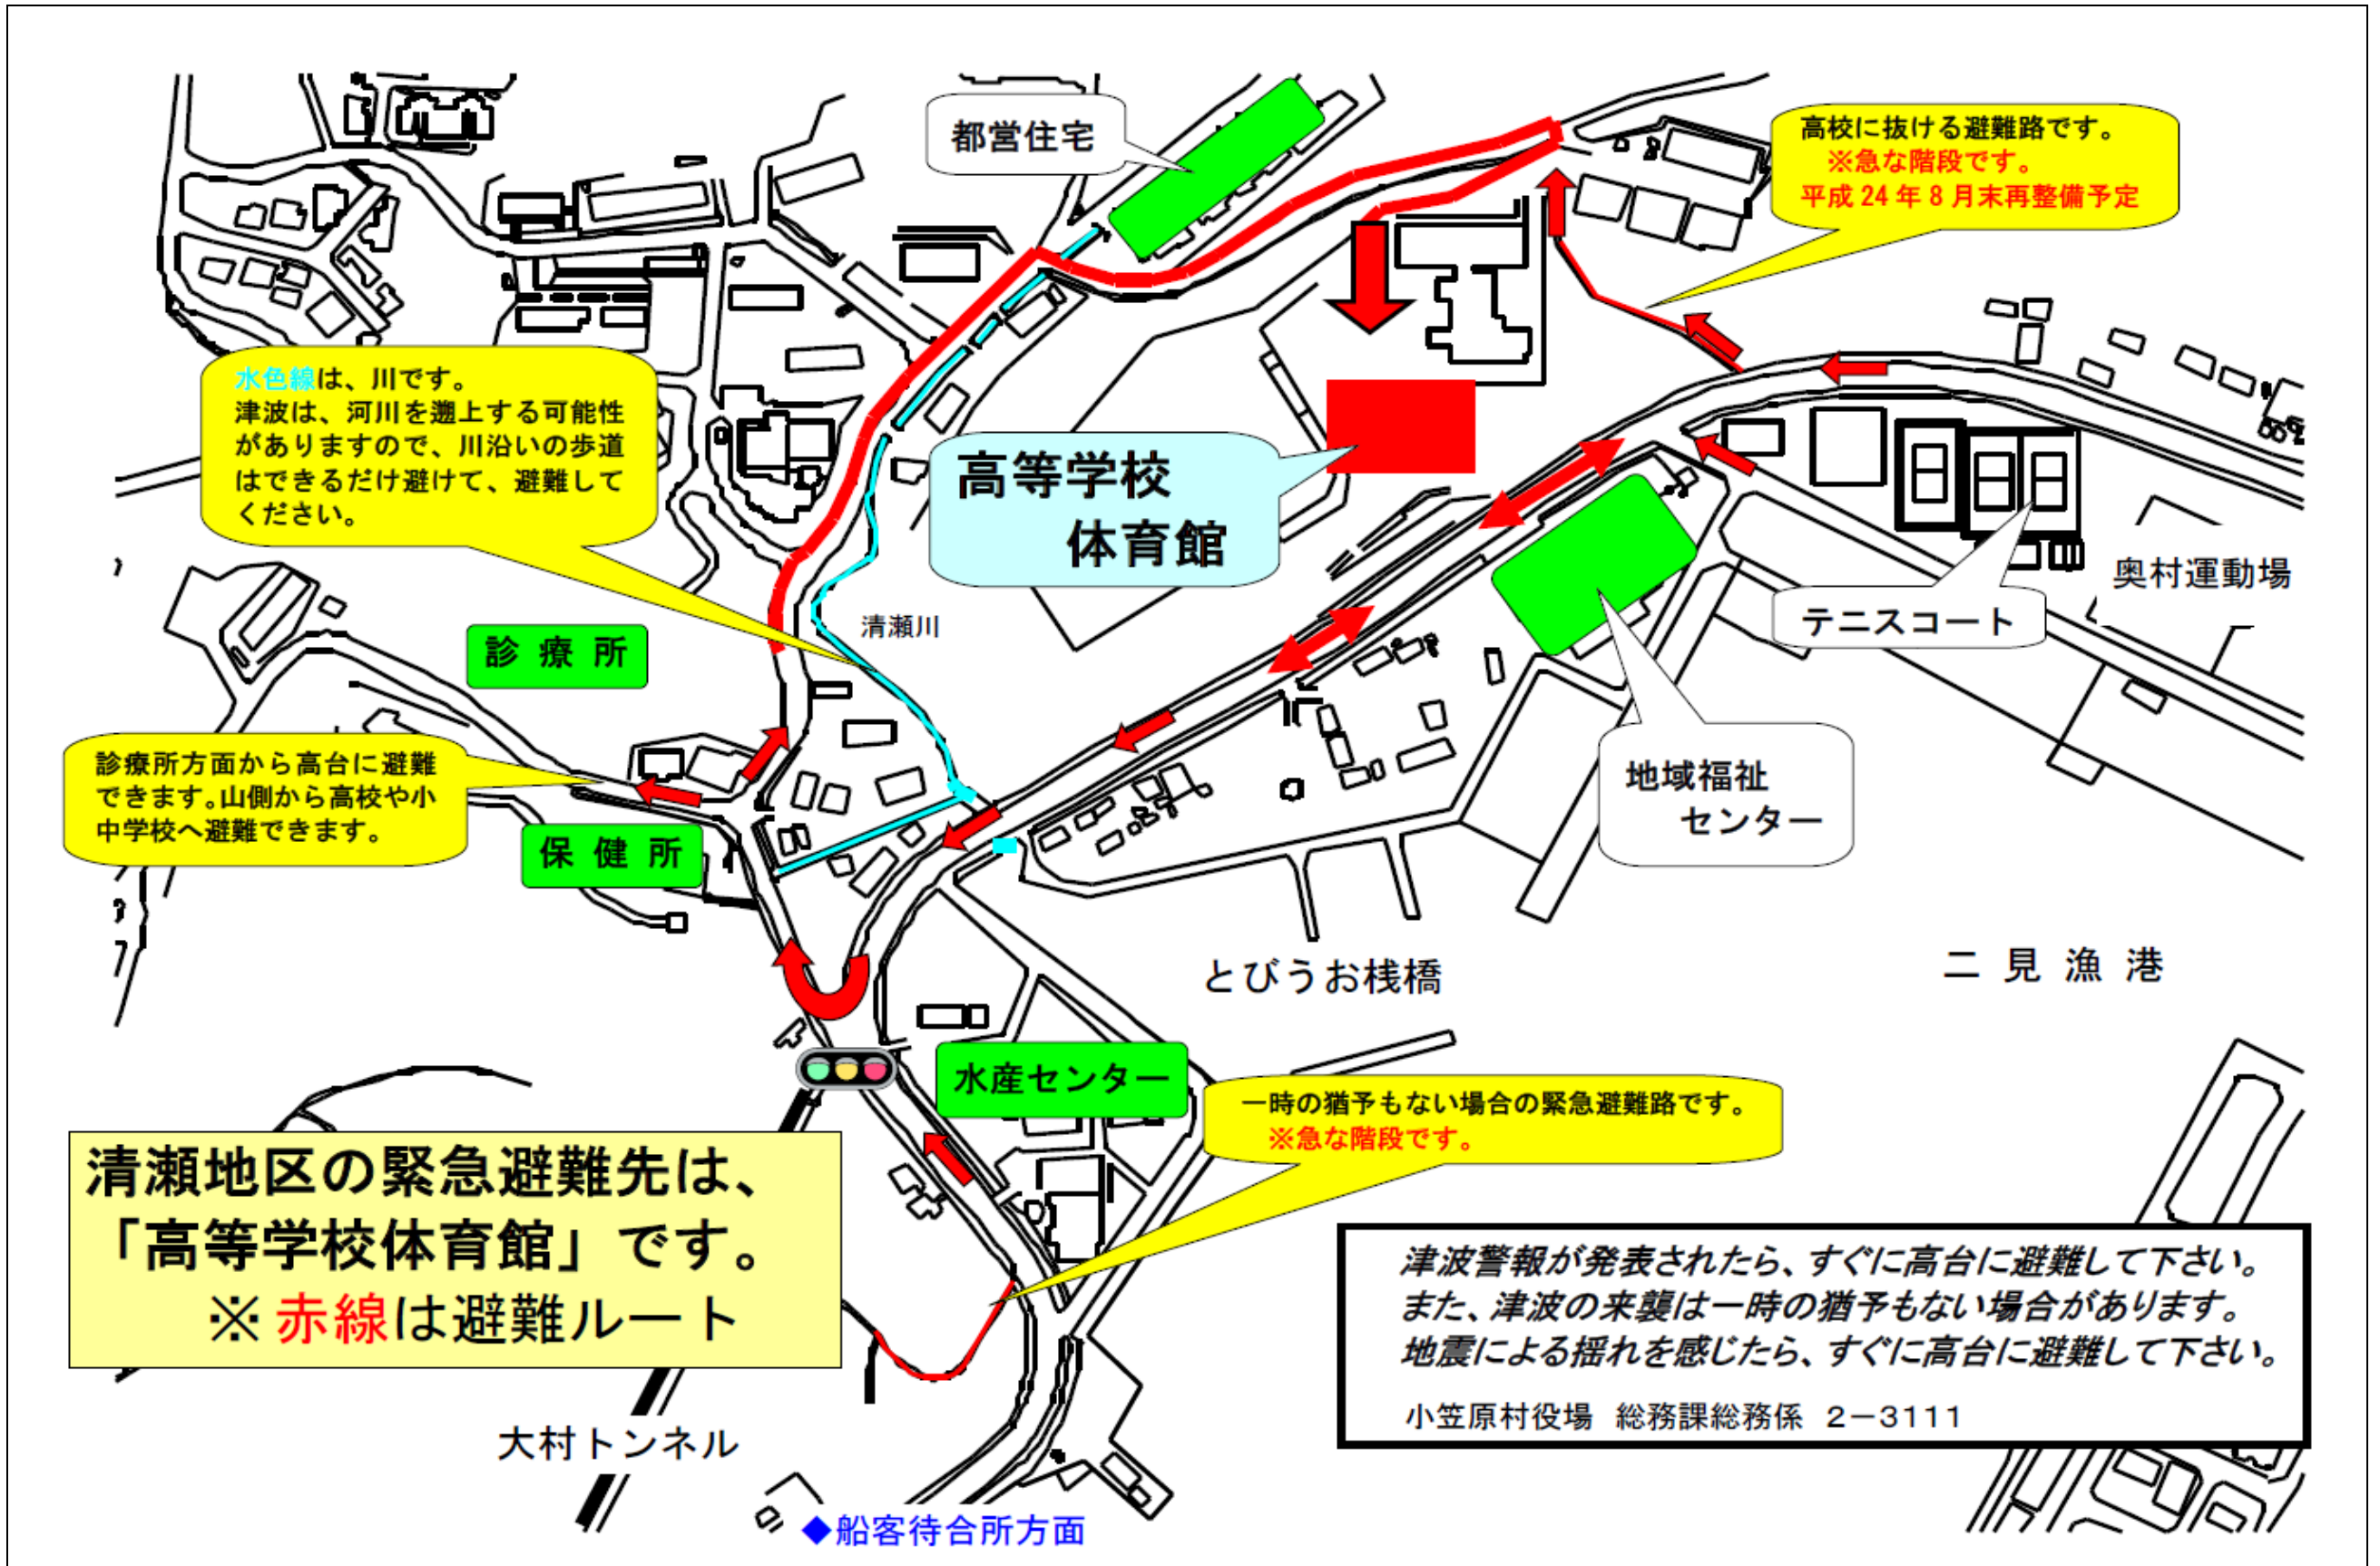 都営住宅
高校に抜ける避難路です。
※急な階段です。
平成24年8月末再整備予定
水色線は、川です。
津波は、河川を遡上する可能性
がありますので、川沿いの歩道
はできるだけ避けて、避難して
ください。
高等学校
体育館
奥村運動場
テニスコート
清瀬川
診療所
診療所方面から高台に避難
できます。山側から高校や小
中学校へ避難できます。
地域福祉
センター
保健所
とびうお桟橋
二見漁港
水産センター
一時の猶予もない場合の緊急避難路です。
※急な階段です。
清瀬地区の緊急避難先は、
「高等学校体育館」です。
※赤線は避難ルート
津波警報が発表されたら、すぐに高台に避難して下さい。
また、津波の来襲は一時の猶予もない場合があります。
地震による揺れを感じたら、すぐに高台に避難して下さい。
小笠原村役場 総務課総務係 2-3111
大村トンネル
◆船客待合所方面